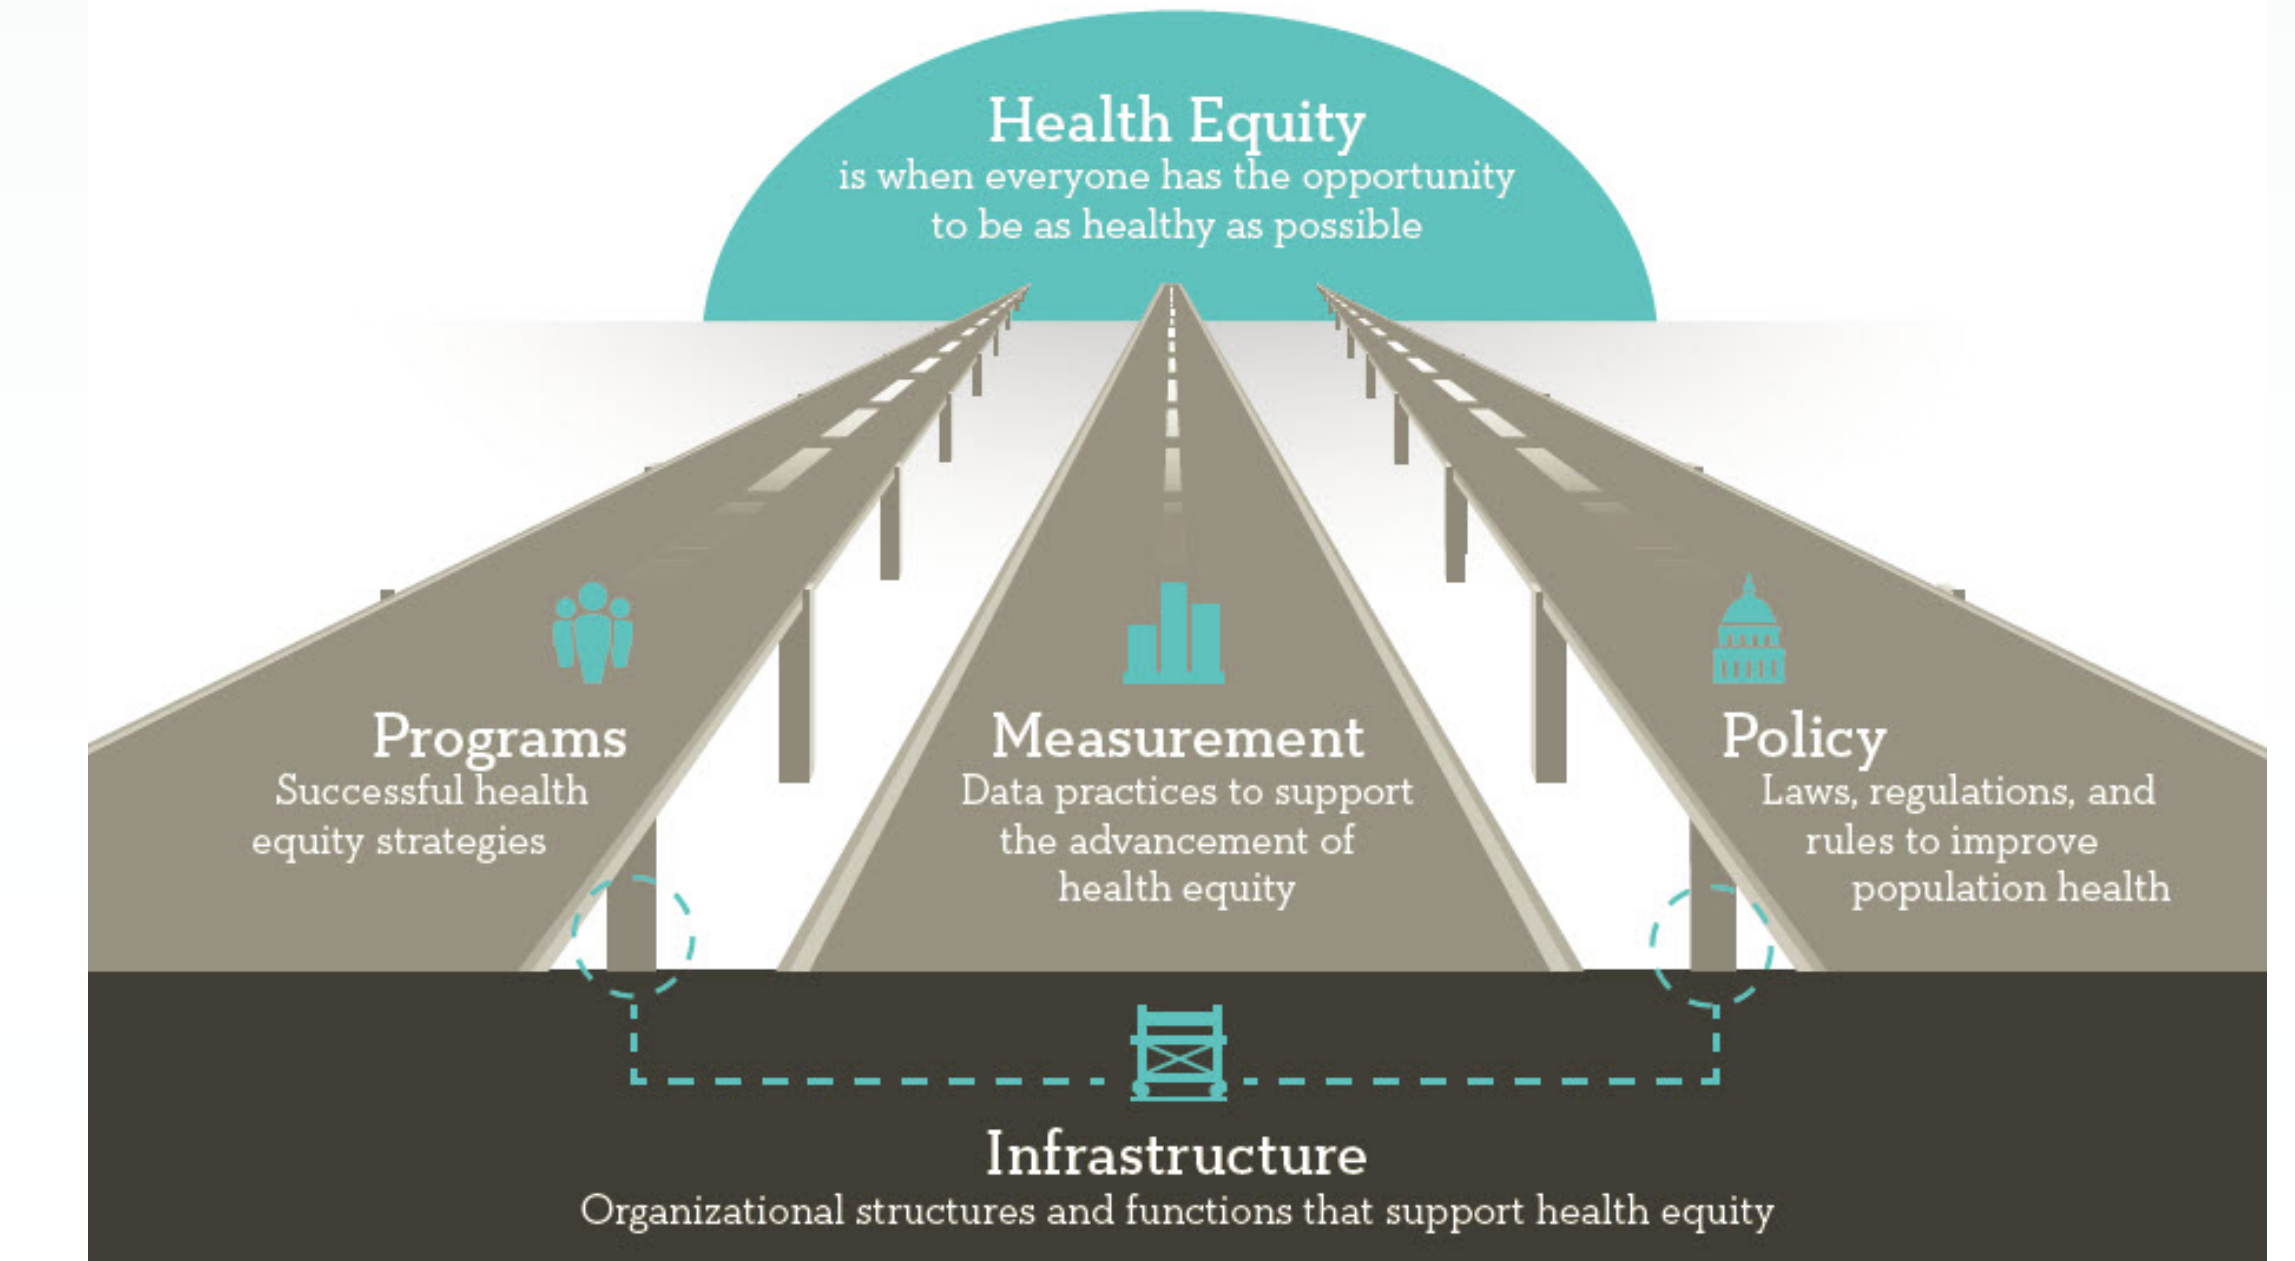 Health Equity
is when everyone has the opportunity
to be as healthy as possible
Programs
Successful health
equity strategies
Measurement
Data practices to support
the advancement of
health equity
Policy
Laws, regulations, and
rules to improve
population health
Infrastructure
Organizational structures and functions that support health equity